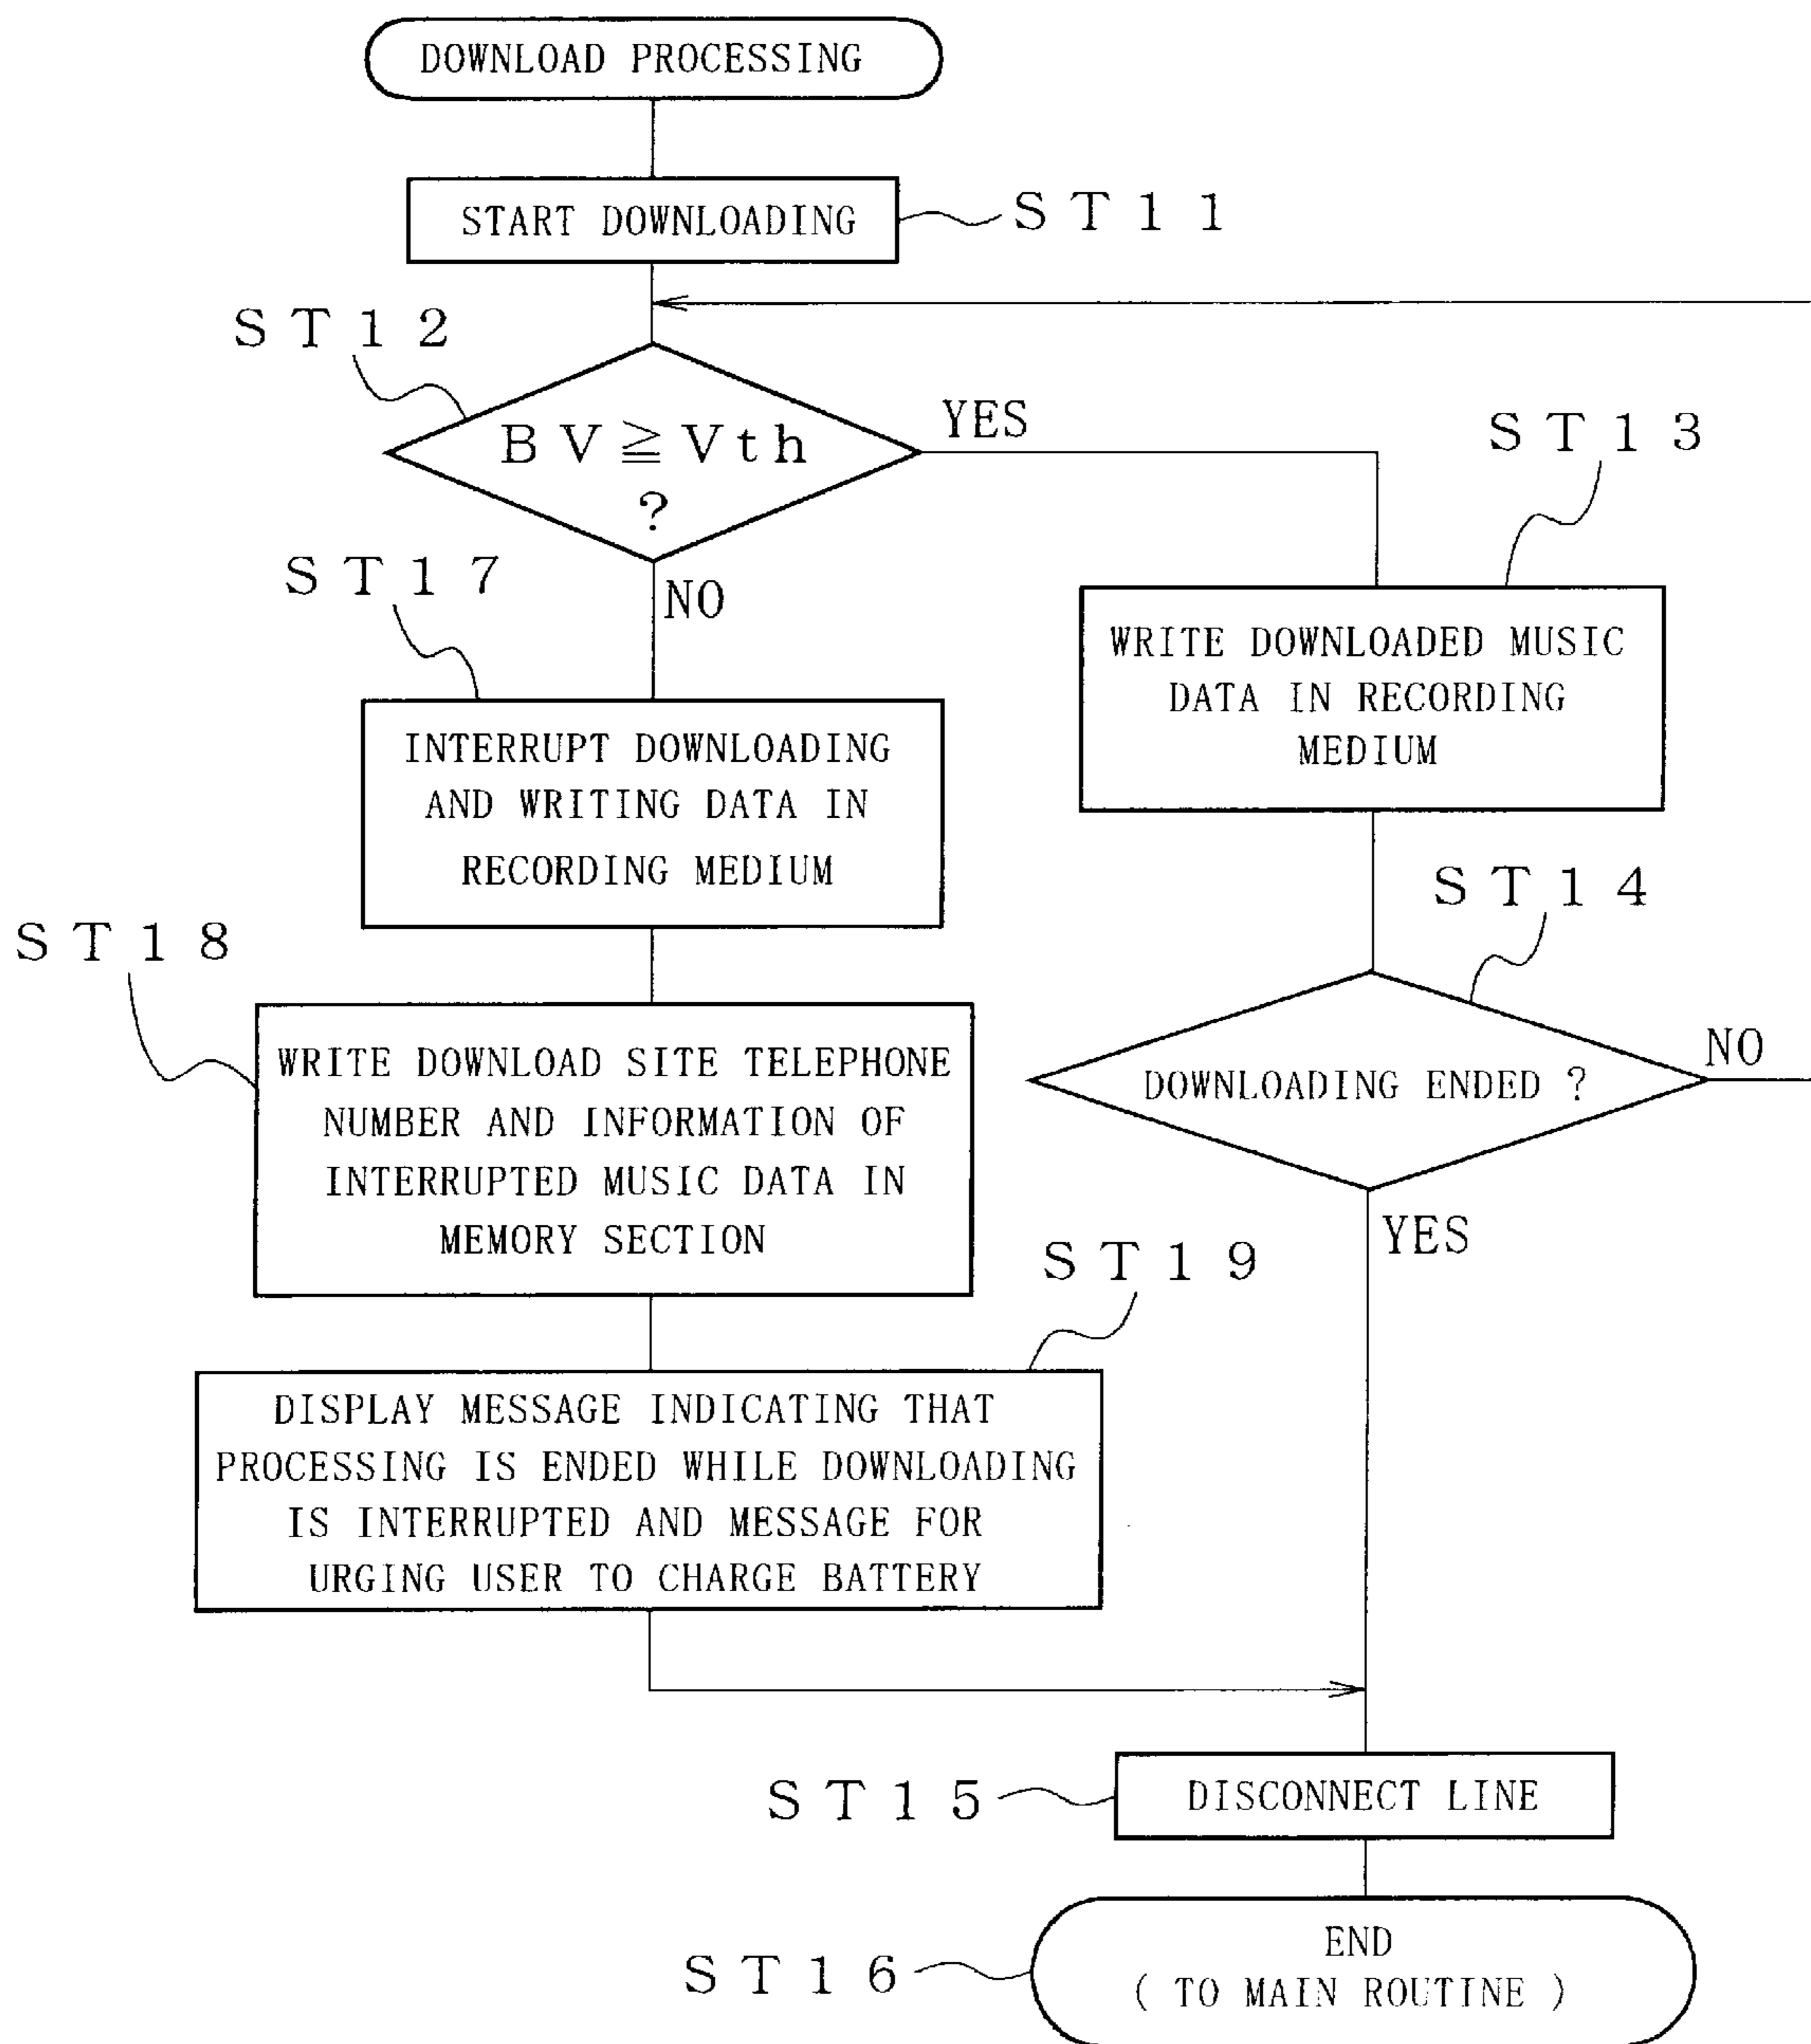 DOWNLOAD PROCESSING
START DOWNLOADING
ST11
ST12
BV≧Vth
?
YES
ST13
ST17
NO
WRITE DOWNLOADED MUSIC
DATA IN RECORDING
MEDIUM
INTERRUPT DOWNLOADING
AND WRITING DATA IN
RECORDING MEDIUM
ST14
ST18
WRITE DOWNLOAD SITE TELEPHONE
NUMBER AND INFORMATION OF
INTERRUPTED MUSIC DATA IN
MEMORY SECTION
DOWNLOADING ENDED ?
NO
YES
ST19
DISPLAY MESSAGE INDICATING THAT
PROCESSING IS ENDED WHILE DOWNLOADING
IS INTERRUPTED AND MESSAGE FOR
URGING USER TO CHARGE BATTERY
ST15
DISCONNECT LINE
ST16
END
( TO MAIN ROUTINE )